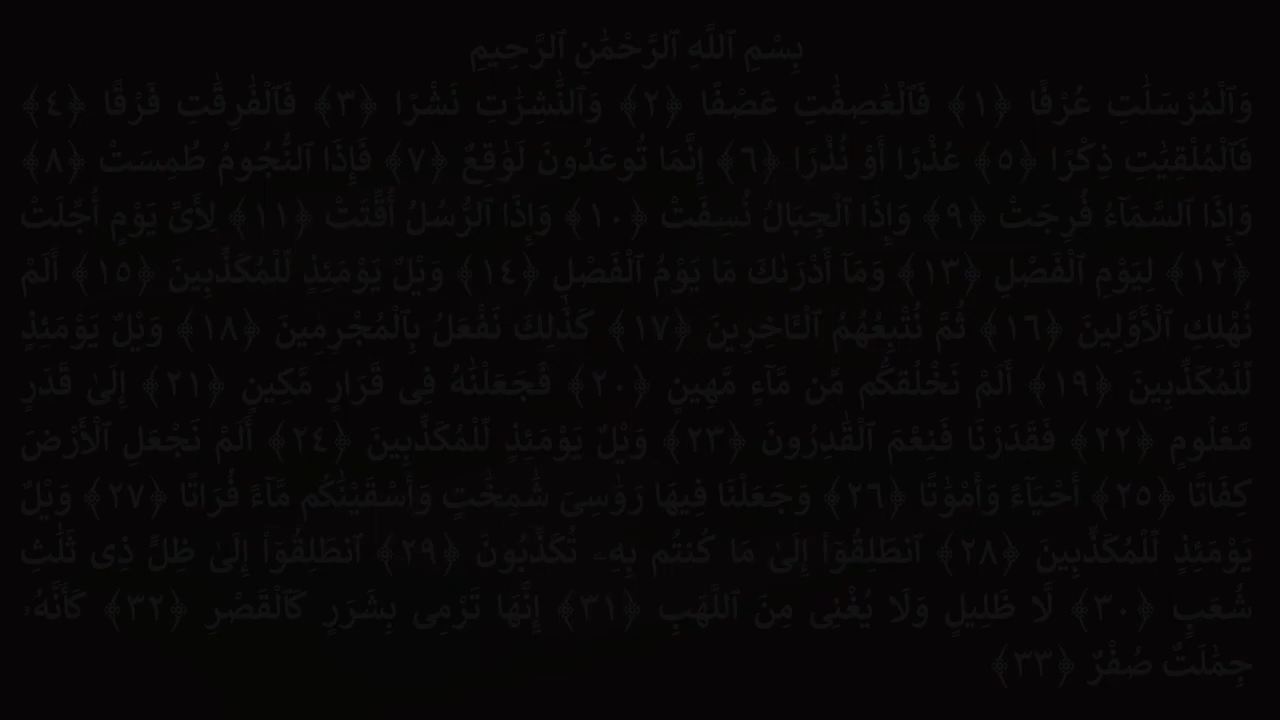 بِسْمِ ٱللَّهِ ٱلرَّحْمَٰنِ ٱلرَّحِيمِ
وَٱلْمُرْسَلَٰتِ عُرْفًا ﴿١﴾ فَٱلْعَٰصِفَٰتِ عَصْفًا ﴿٢﴾ وَٱلنَّٰشِرَٰتِ نَشْرًا ﴿٣﴾ فَٱلْفَٰرِقَٰتِ فَرْقًا ﴿٤﴾
فَٱلْمُلْقِيَٰتِ ذِكْرًا ﴿٥﴾ عُذْرًا أَوْ نُذْرًا ﴿٦﴾ إِنَّمَا تُوعَدُونَ لَوَٰقِعٌ ﴿٧﴾ فَإِذَا ٱلنُّجُومُ طُمِسَتْ ﴿٨﴾
وَإِذَا ٱلسَّمَآءُ فُرِجَتْ ﴿٩﴾ وَإِذَا ٱلْجِبَالُ نُسِفَتْ ﴿١٠﴾ وَإِذَا ٱلرُّسُلُ أُقِّتَتْ ﴿١١﴾ لِأَىِّ يَوْمٍ أُجِّلَتْ
﴿١٢﴾ لِيَوْمِ ٱلْفَصْلِ ﴿١٣﴾ وَمَآ أَدْرَىٰكَ مَا يَوْمُ ٱلْفَصْلِ ﴿١٤﴾ وَيْلٌ يَوْمَئِذٍ لِّلْمُكَذِّبِينَ ﴿١٥﴾ أَلَمْ
نُهْلِكِ ٱلْأَوَّلِينَ ﴿١٦﴾ ثُمَّ نُتْبِعُهُمُ ٱلْـَٔاخِرِينَ ﴿١٧﴾ كَذَٰلِكَ نَفْعَلُ بِٱلْمُجْرِمِينَ ﴿١٨﴾ وَيْلٌ يَوْمَئِذٍ
لِّلْمُكَذِّبِينَ ﴿١٩﴾ أَلَمْ نَخْلُقكُّم مِّن مَّآءٍ مَّهِينٍ ﴿٢٠﴾ فَجَعَلْنَٰهُ فِى قَرَارٍ مَّكِينٍ ﴿٢١﴾ إِلَىٰ قَدَرٍ
مَّعْلُومٍ ﴿٢٢﴾ فَقَدَرْنَا فَنِعْمَ ٱلْقَٰدِرُونَ ﴿٢٣﴾ وَيْلٌ يَوْمَئِذٍ لِّلْمُكَذِّبِينَ ﴿٢٤﴾ أَلَمْ نَجْعَلِ ٱلْأَرْضَ
كِفَاتًا ﴿٢٥﴾ أَحْيَآءً وَأَمْوَٰتًا ﴿٢٦﴾ وَجَعَلْنَا فِيهَا رَوَٰسِىَ شَٰمِخَٰتٍ وَأَسْقَيْنَٰكُم مَّآءً فُرَاتًا ﴿٢٧﴾ وَيْلٌ
يَوْمَئِذٍ لِّلْمُكَذِّبِينَ ﴿٢٨﴾ ٱنطَلِقُوٓا۟ إِلَىٰ مَا كُنتُم بِهِۦ تُكَذِّبُونَ ﴿٢٩﴾ ٱنطَلِقُوٓا۟ إِلَىٰ ظِلٍّ ذِى ثَلَٰثِ
شُعَبٍ ﴿٣٠﴾ لَّا ظَلِيلٍ وَلَا يُغْنِى مِنَ ٱللَّهَبِ ﴿٣١﴾ إِنَّهَا تَرْمِى بِشَرَرٍ كَٱلْقَصْرِ ﴿٣٢﴾ كَأَنَّهُۥ
جِمَٰلَتٌ صُفْرٌ ﴿٣٣﴾